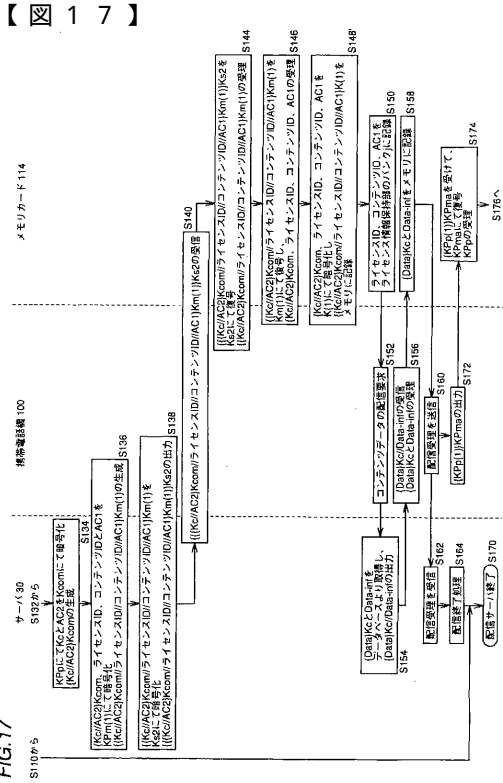 【図17】
FIG.17
S110から
サーバ30
携帯電話機 100
メモリカード 114
S132から
KPpにてKcとAC2をKcomにて暗号化
{Kc//AC2}Kcomの生成
S134
{Kc//AC2}Kcom、ライセンスID、コンテンツIDとAC1を
KPm(1)にて暗号化
{{Kc//AC2}Kcom//ライセンスID//コンテンツID//AC1}Km(1)の生成
S136
{{Kc//AC2}Kcom//ライセンスID//コンテンツID//AC1}Km(1)を
Ks2にて暗号化
{{{Kc//AC2}Kcom//ライセンスID//コンテンツID//AC1}Km(1)}Ks2の出力
S138
{{{Kc//AC2}Kcom//ライセンスID//コンテンツID//AC1}Km(1)}Ks2の受信
S140
{{{Kc//AC2}Kcom//ライセンスID//コンテンツID//AC1}Km(1)}Ks2を
Ks2にて復号
{{Kc//AC2}Kcom//ライセンスID//コンテンツID//AC1}Km(1)の受理
S144
{{Kc//AC2}Kcom//ライセンスID//コンテンツID//AC1}Km(1)を
Km(1)にて復号し、
{Kc//AC2}Kcom、ライセンスID、コンテンツID、AC1の受理
S146
{Kc//AC2}Kcom、ライセンスID、コンテンツID、AC1を
K(1)にて暗号化し
{{Kc//AC2}Kcom//ライセンスID//コンテンツID//AC1}K(1)を
メモリに記録
S148'
ライセンスID、コンテンツID、AC1を
ライセンス情報保持部のバンクjに記録
S150
コンテンツデータの配信要求
S152
{Data}KcとData-infを
データベースより取得し、
{Data}Kc//Data-infの出力
S154
{Data}Kc//Data-infの受信
{Data}KcとData-infの受理
S156
{Data}KcとData-infをメモリに記録
S158
配信受理を送信
S160
配信受理を受信
S162
配信終了処理
S164
配信サーバ終了
S170
{KPp(1)}KPmaの出力
S172
{KPp(1)}KPmaを受けて、
KPmaにて復号
KPpの受理
S174
S176へ